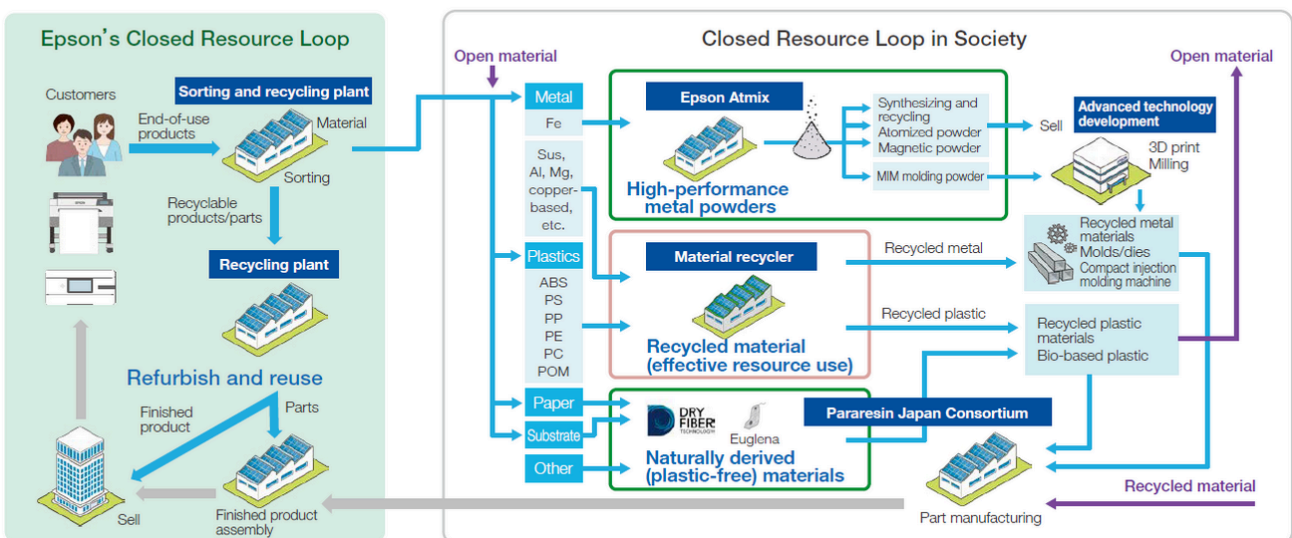 Epson's Closed Resource Loop
Customers
End-of-use
products
Sorting and recycling plant
Material
Sorting
Recyclable
products/parts
Recycling plant
Refurbish and reuse
Finished
product
Parts
Sell
Finished product
assembly
Closed Resource Loop in Society
Open material
Open material
Metal
Fe
Sus,
Al, Mg,
copper-
based,
etc.
Plastics
ABS
PS
PP
PE
PC
POM
Paper
Substrate
Other
Epson Atmix
High-performance
metal powders
Synthesizing and
recycling
Atomized powder
Magnetic powder
MIM molding powder
Sell
Advanced technology
development
3D print
Milling
Material recycler
Recycled material
(effective resource use)
Recycled metal
Recycled plastic
Recycled metal
materials
Molds/dies
Compact injection
molding machine
Recycled plastic
materials
Bio-based plastic
DRY
FIBER
TECHNOLOGY
Euglena
Naturally derived
(plastic-free) materials
Pararesin Japan Consortium
Part manufacturing
Recycled material